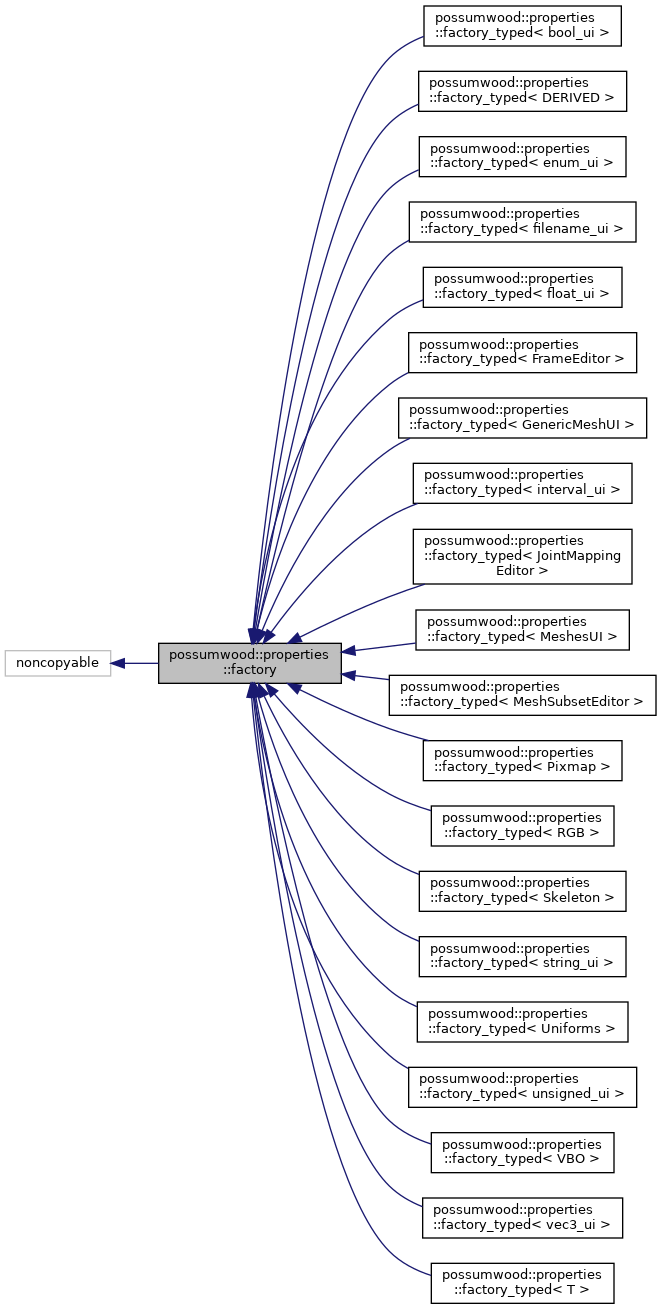 possumwood::properties
::factory_typed< bool_ui >
possumwood::properties
::factory_typed< DERIVED >
possumwood::properties
::factory_typed< enum_ui >
possumwood::properties
::factory_typed< filename_ui >
possumwood::properties
::factory_typed< float_ui >
possumwood::properties
::factory_typed< FrameEditor >
possumwood::properties
::factory_typed< GenericMeshUI >
possumwood::properties
::factory_typed< interval_ui >
possumwood::properties
::factory_typed< JointMapping
Editor >
possumwood::properties
::factory_typed< MeshesUI >
noncopyable
possumwood::properties
::factory
possumwood::properties
::factory_typed< MeshSubsetEditor >
possumwood::properties
::factory_typed< Pixmap >
possumwood::properties
::factory_typed< RGB >
possumwood::properties
::factory_typed< Skeleton >
possumwood::properties
::factory_typed< string_ui >
possumwood::properties
::factory_typed< Uniforms >
possumwood::properties
::factory_typed< unsigned_ui >
possumwood::properties
::factory_typed< VBO >
possumwood::properties
::factory_typed< vec3_ui >
possumwood::properties
::factory_typed< T >